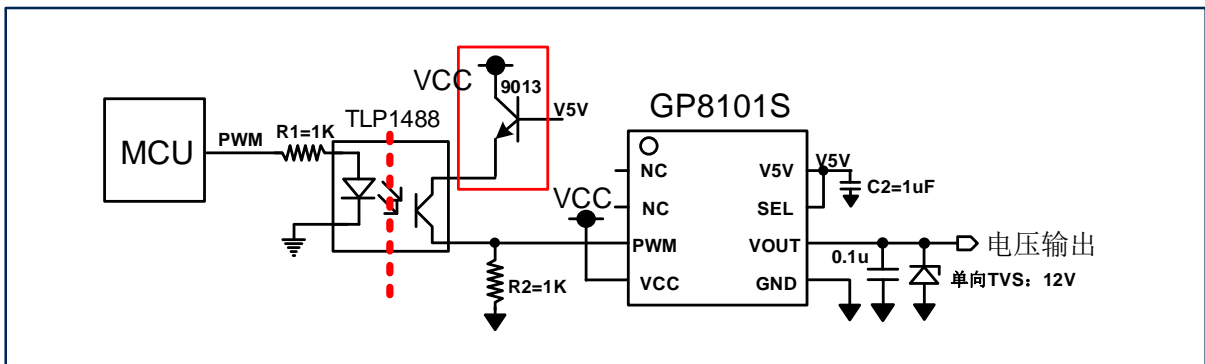 VCC
9013
V5V
GP8101S
TLP1488
MCU
PWM
R1=1K
VCC
NC
NC
PWM
VCC
V5V
SEL
VOUT
GND
V5V
C2=1uF
R2=1K
0.1u
电压输出
单向TVS：12V